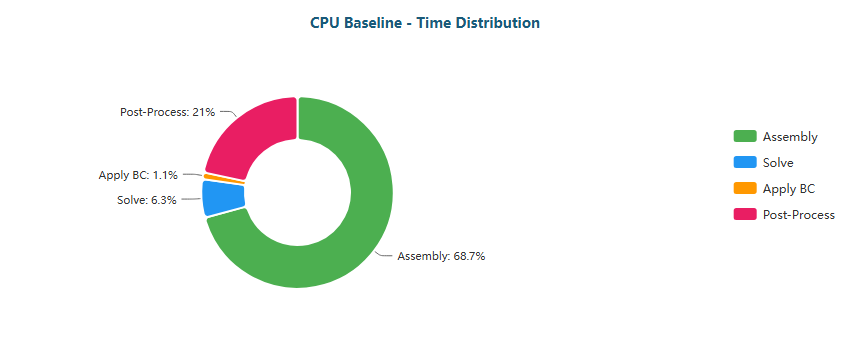 CPU Baseline - Time Distribution
Post-Process: 21%
Apply BC: 1.1%
Solve: 6.3%
Assembly: 68.7%
Assembly
Solve
Apply BC
Post-Process